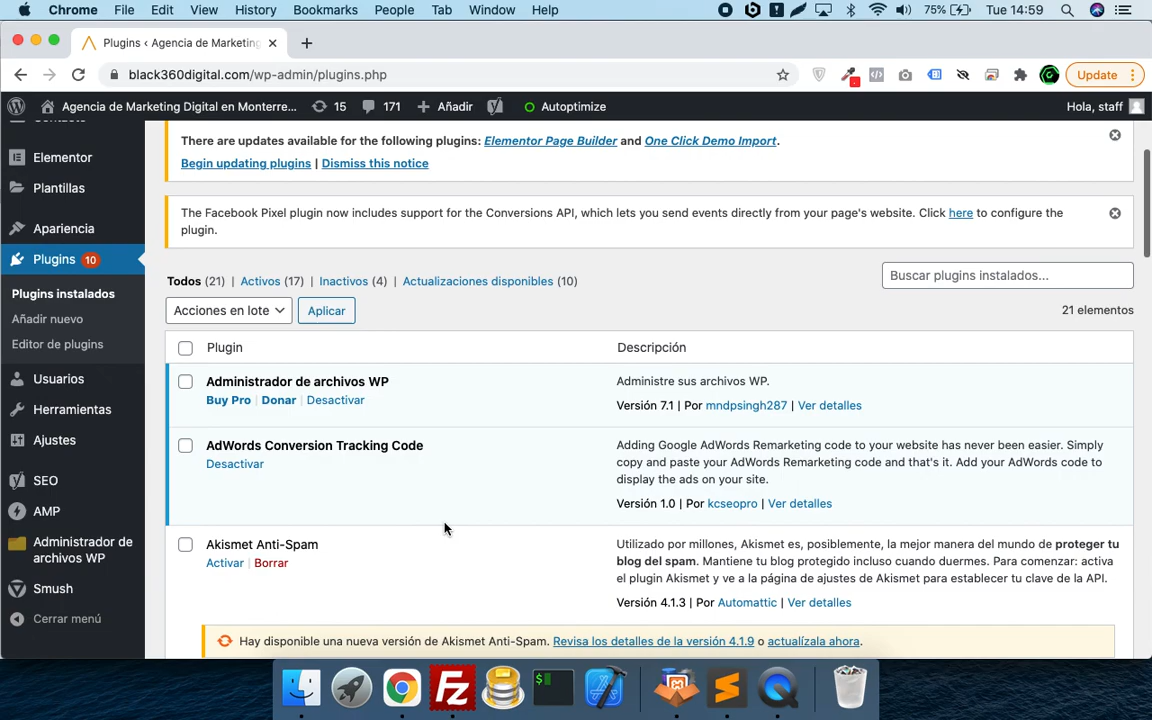 Chrome File Edit View History Bookmarks People Tab Window Help 75% Tue 14:59
Plugins ‹ Agencia de Marketing
black360digital.com/wp-admin/plugins.php Update
Agencia de Marketing Digital en Monterre... 15 171 Añadir Autoptimize Hola, staff
Contacto
Elementor
Plantillas
Apariencia
Plugins 10
Plugins instalados
Añadir nuevo
Editor de plugins
Usuarios
Herramientas
Ajustes
SEO
AMP
Administrador de
archivos WP
Smush
Cerrar menú
There are updates available for the following plugins: Elementor Page Builder and One Click Demo Import.
Begin updating plugins | Dismiss this notice
The Facebook Pixel plugin now includes support for the Conversions API, which lets you send events directly from your page's website. Click here to configure the
plugin.
Todos (21) | Activos (17) | Inactivos (4) | Actualizaciones disponibles (10)
Buscar plugins instalados...
Acciones en lote Aplicar 21 elementos
Plugin Descripción
Administrador de archivos WP
Buy Pro | Donar | Desactivar
Administre sus archivos WP.
Versión 7.1 | Por mndpsingh287 | Ver detalles
AdWords Conversion Tracking Code
Desactivar
Adding Google AdWords Remarketing code to your website has never been easier. Simply
copy and paste your AdWords Remarketing code and that's it. Add your AdWords code to
display the ads on your site.
Versión 1.0 | Por kcseopro | Ver detalles
Akismet Anti-Spam
Activar | Borrar
Utilizado por millones, Akismet es, posiblemente, la mejor manera del mundo de proteger tu
blog del spam. Mantiene tu blog protegido incluso cuando duermes. Para comenzar: activa
el plugin Akismet y ve a la página de ajustes de Akismet para establecer tu clave de la API.
Versión 4.1.3 | Por Automattic | Ver detalles
Hay disponible una nueva versión de Akismet Anti-Spam. Revisa los detalles de la versión 4.1.9 o actualízala ahora.